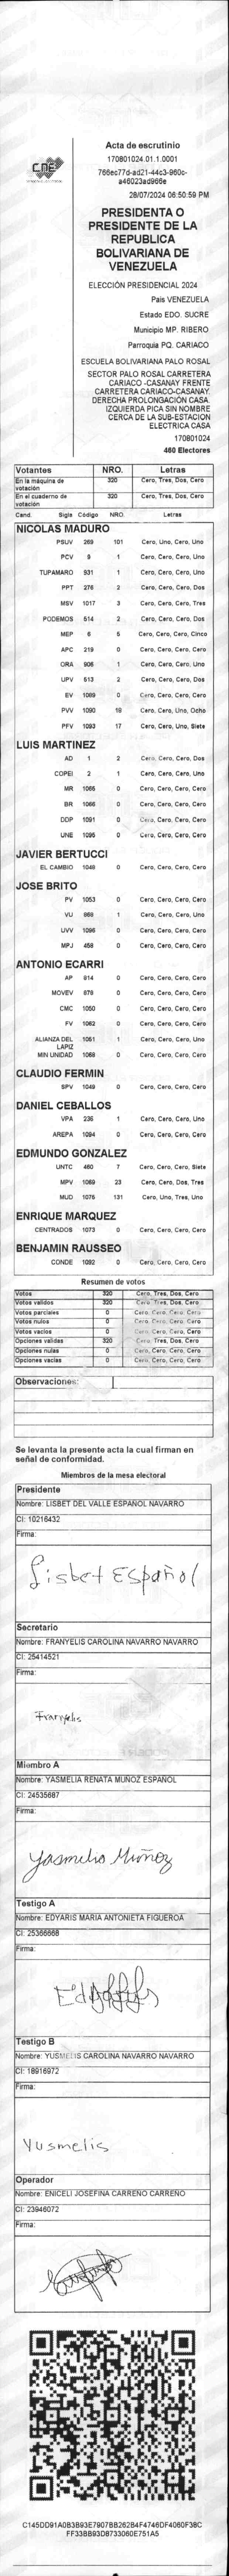 CNE
Acta de escrutinio
170801024.01.1.0001
766ec77d-ad21-44c3-960c-
a46023ad966e
28/07/2024 06:50:59 PM
PRESIDENTA O
PRESIDENTE DE LA
REPUBLICA
BOLIVARIANA DE
VENEZUELA
ELECCIÓN PRESIDENCIAL 2024
Pais VENEZUELA
Estado EDO. SUCRE
Municipio MP. RIBERO
Parroquia PQ. CARIACO
ESCUELA BOLIVARIANA PALO ROSAL
SECTOR PALO ROSAL CARRETERA
CARIACO -CASANAY FRENTE
CARRETERA CARIACO-CASANAY.
DERECHA PROLONGACIÓN CASA.
IZQUIERDA PICA SIN NOMBRE
CERCA DE LA SUB-ESTACION
ELECTRICA CASA
170801024
460 Electores
Votantes NRO. Letras
En la máquina de votación 320 Cero, Tres, Dos, Cero
En el cuaderno de votación 320 Cero, Tres, Dos, Cero
Cand. Sigla Código NRO. Letras
NICOLAS MADURO
PSUV 269 101 Cero, Uno, Cero, Uno
PCV 9 1 Cero, Cero, Cero, Uno
TUPAMARO 931 1 Cero, Cero, Cero, Uno
PPT 276 2 Cero, Cero, Cero, Dos
MSV 1017 3 Cero, Cero, Cero, Tres
PODEMOS 514 2 Cero, Cero, Cero, Dos
MEP 6 5 Cero, Cero, Cero, Cinco
APC 219 0 Cero, Cero, Cero, Cero
ORA 906 1 Cero, Cero, Cero, Uno
UPV 513 2 Cero, Cero, Cero, Dos
EV 1089 0 Cero, Cero, Cero, Cero
PVV 1090 18 Cero, Cero, Uno, Ocho
PFV 1093 17 Cero, Cero, Uno, Siete
LUIS MARTINEZ
AD 1 2 Cero, Cero, Cero, Dos
COPEI 2 1 Cero, Cero, Cero, Uno
MR 1065 0 Cero, Cero, Cero, Cero
BR 1066 0 Cero, Cero, Cero, Cero
DDP 1091 0 Cero, Cero, Cero, Cero
UNE 1095 0 Cero, Cero, Cero, Cero
JAVIER BERTUCCI
EL CAMBIO 1046 0 Cero, Cero, Cero, Cero
JOSE BRITO
PV 1053 0 Cero, Cero, Cero, Cero
VU 868 1 Cero, Cero, Cero, Uno
UVV 1096 0 Cero, Cero, Cero, Cero
MPJ 458 0 Cero, Cero, Cero, Cero
ANTONIO ECARRI
AP 814 0 Cero, Cero, Cero, Cero
MOVEV 878 0 Cero, Cero, Cero, Cero
CMC 1050 0 Cero, Cero, Cero, Cero
FV 1062 0 Cero, Cero, Cero, Cero
ALIANZA DEL LAPIZ 1051 1 Cero, Cero, Cero, Uno
MIN UNIDAD 1068 0 Cero, Cero, Cero, Cero
CLAUDIO FERMIN
SPV 1049 0 Cero, Cero, Cero, Cero
DANIEL CEBALLOS
VPA 236 1 Cero, Cero, Cero, Uno
AREPA 1094 0 Cero, Cero, Cero, Cero
EDMUNDO GONZALEZ
UNTC 460 7 Cero, Cero, Cero, Siete
MPV 1069 23 Cero, Cero, Dos, Tres
MUD 1076 131 Cero, Uno, Tres, Uno
ENRIQUE MARQUEZ
CENTRADOS 1073 0 Cero, Cero, Cero, Cero
BENJAMIN RAUSSEO
CONDE 1092 0 Cero, Cero, Cero, Cero
Resumen de votos
Votos 320 Cero, Tres, Dos, Cero
Votos validos 320 Cero, Tres, Dos, Cero
Votos parciales 0 Cero, Cero, Cero, Cero
Votos nulos 0 Cero, Cero, Cero, Cero
Votos vacios 0 Cero, Cero, Cero, Cero
Opciones validas 320 Cero, Tres, Dos, Cero
Opciones nulas 0 Cero, Cero, Cero, Cero
Opciones vacias 0 Cero, Cero, Cero, Cero
Observaciones:
Se levanta la presente acta la cual firman en
señal de conformidad.
Miembros de la mesa electoral
Presidente
Nombre: LISBET DEL VALLE ESPAÑOL NAVARRO
CI: 10216432
Firma:
Lisbet Español
Secretario
Nombre: FRANYELIS CAROLINA NAVARRO NAVARRO
CI: 25414521
Firma:
Franyelis
Miembro A
Nombre: YASMELIA RENATA MUÑOZ ESPAÑOL
CI: 24535687
Firma:
Yasmelia Muñoz
Testigo A
Nombre: EDYARIS MARIA ANTONIETA FIGUEROA
CI: 25366668
Firma:
Testigo B
Nombre: YUSMELIS CAROLINA NAVARRO NAVARRO
CI: 18916972
Firma:
Yusmelis
Operador
Nombre: ENICELI JOSEFINA CARREÑO CARREÑO
CI: 23946072
Firma:
C145DD91A0B3B93E7907BB262B4F4746DF4060F38C
FF33BB93D8733060E751A5